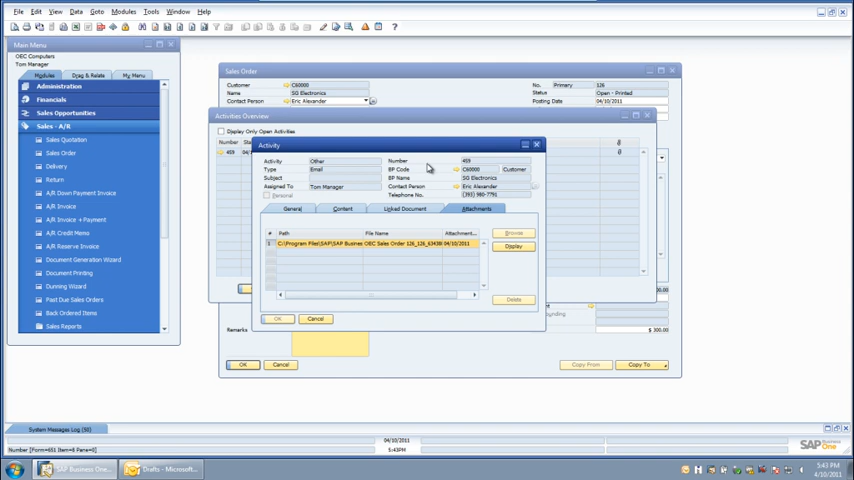 File Edit View Data Goto Modules Tools Window Help
Main Menu
OEC Computers
Tom Manager
Modules Drag & Relate My Menu
Administration
Financials
Sales Opportunities
Sales - A/R
Sales Quotation
Sales Order
Delivery
Return
A/R Down Payment Invoice
A/R Invoice
A/R Invoice + Payment
A/R Credit Memo
A/R Reserve Invoice
Document Generation Wizard
Document Printing
Dunning Wizard
Past Due Sales Orders
Back Ordered Items
Sales Reports
Sales Order
Customer C60000
Name SG Electronics
Contact Person Eric Alexander
No. Primary 126
Status Open - Printed
Posting Date 04/10/2011
Activities Overview
Display Only Open Activities
Number
459
Activity
Activity Other
Type Email
Subject
Assigned To Tom Manager
Personal
Number 459
BP Code C60000 Customer
BP Name SG Electronics
Contact Person Eric Alexander
Telephone No. (393) 980-7791
General Content Linked Document Attachments
# Path File Name Attachment...
1 C:\Program Files\SAP\SAP Busines OEC Sales Order 04/10/2011
Browse
Display
Delete
OK Cancel
Remarks
$ 300.00
OK Cancel Copy From Copy To
System Messages Log (50)
04/10/2011
Number [Form=651 Item=8 Pane=0] 5:43PM
SAP Business One
SAP Business One... Drafts - Microsoft...
5:43 PM
4/10/2011